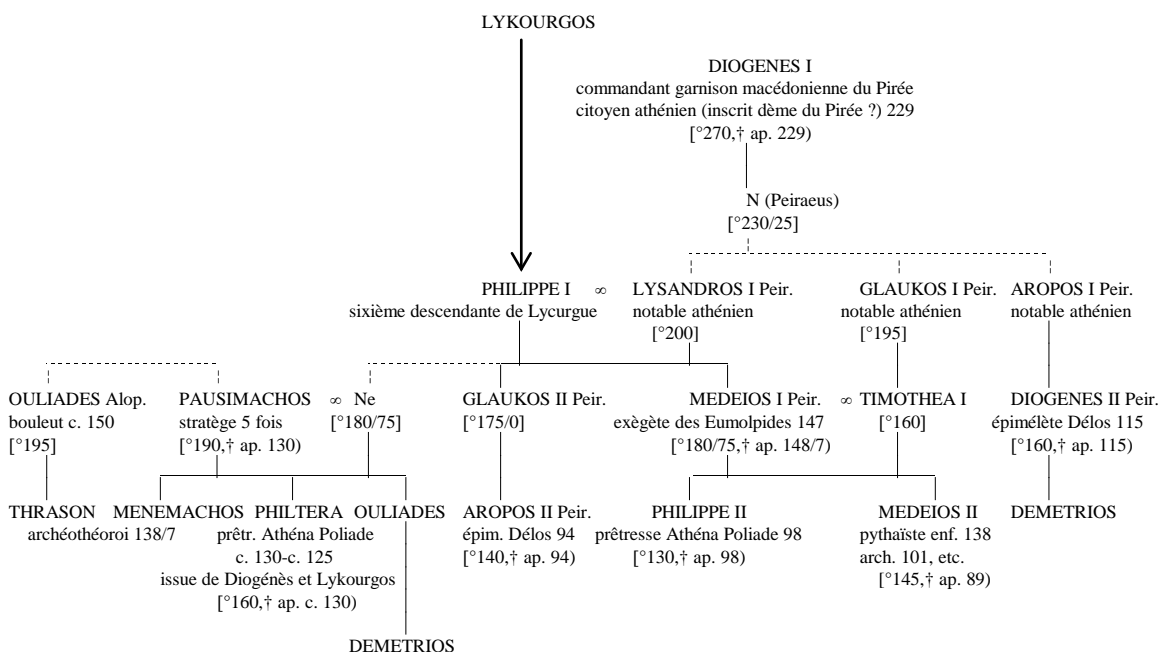 LYKOURGOS
DIOGENES I
commandant garnison macédonienne du Pirée
citoyen athénien (inscrit dème du Pirée ?) 229
[°270,† ap. 229)
N (Peiraeus)
[°230/25]
PHILIPPE I ∞ LYSANDROS I Peir. GLAUKOS I Peir. AROPOS I Peir.
sixième descendante de Lycurgue notable athénien notable athénien notable athénien
[°200] [°195]
OULIADES Alop. PAUSIMACHOS ∞ Ne GLAUKOS II Peir. MEDEIOS I Peir. ∞ TIMOTHEA I DIOGENES II Peir.
bouleut c. 150 stratège 5 fois [°180/75] [°175/0] exègète des Eumolpides 147 [°160] épimélète Délos 115
[°195] [°190,† ap. 130) [°180/75,† ap. 148/7) [°160,† ap. 115)
THRASON MENEMACHOS PHILTERA OULIADES AROPOS II Peir. PHILIPPE II MEDEIOS II DEMETRIOS
archéothéoroi 138/7 prêtr. Athéna Poliade épim. Délos 94 prêtresse Athéna Poliade 98 pythaïste enf. 138
c. 130-c. 125 [°140,† ap. 94) [°130,† ap. 98) arch. 101, etc.
issue de Diogénès et Lykourgos [°145,† ap. 89)
[°160,† ap. c. 130)
DEMETRIOS